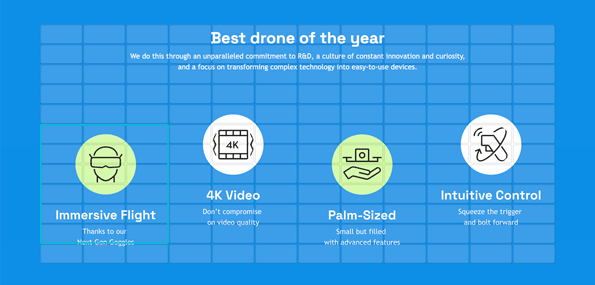 Best drone of the year
We do this through an unparalleled commitment to R&D, a culture of constant innovation and curiosity,
and a focus on transforming complex technology into easy-to-use devices.
4K
4K Video
Don't compromise
on video quality
Intuitive Control
Squeeze the trigger
and bolt forward
Immersive Flight
Thanks to our
Next Gen Goggles
Palm-Sized
Small but filled
with advanced features